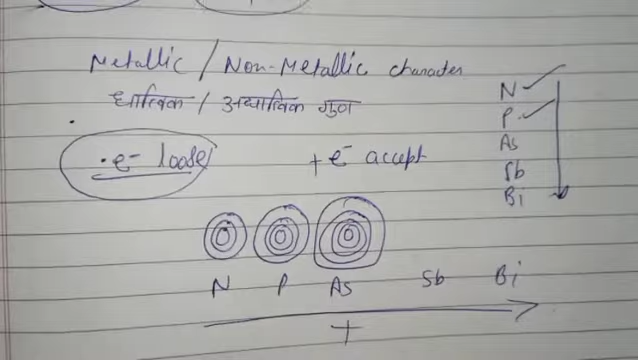 Metallic / Non-Metallic character
धात्विक / अधात्विक गुण
e- loose
+ e- accept
N
P
As
Sb
Bi
N P As Sb Bi
+